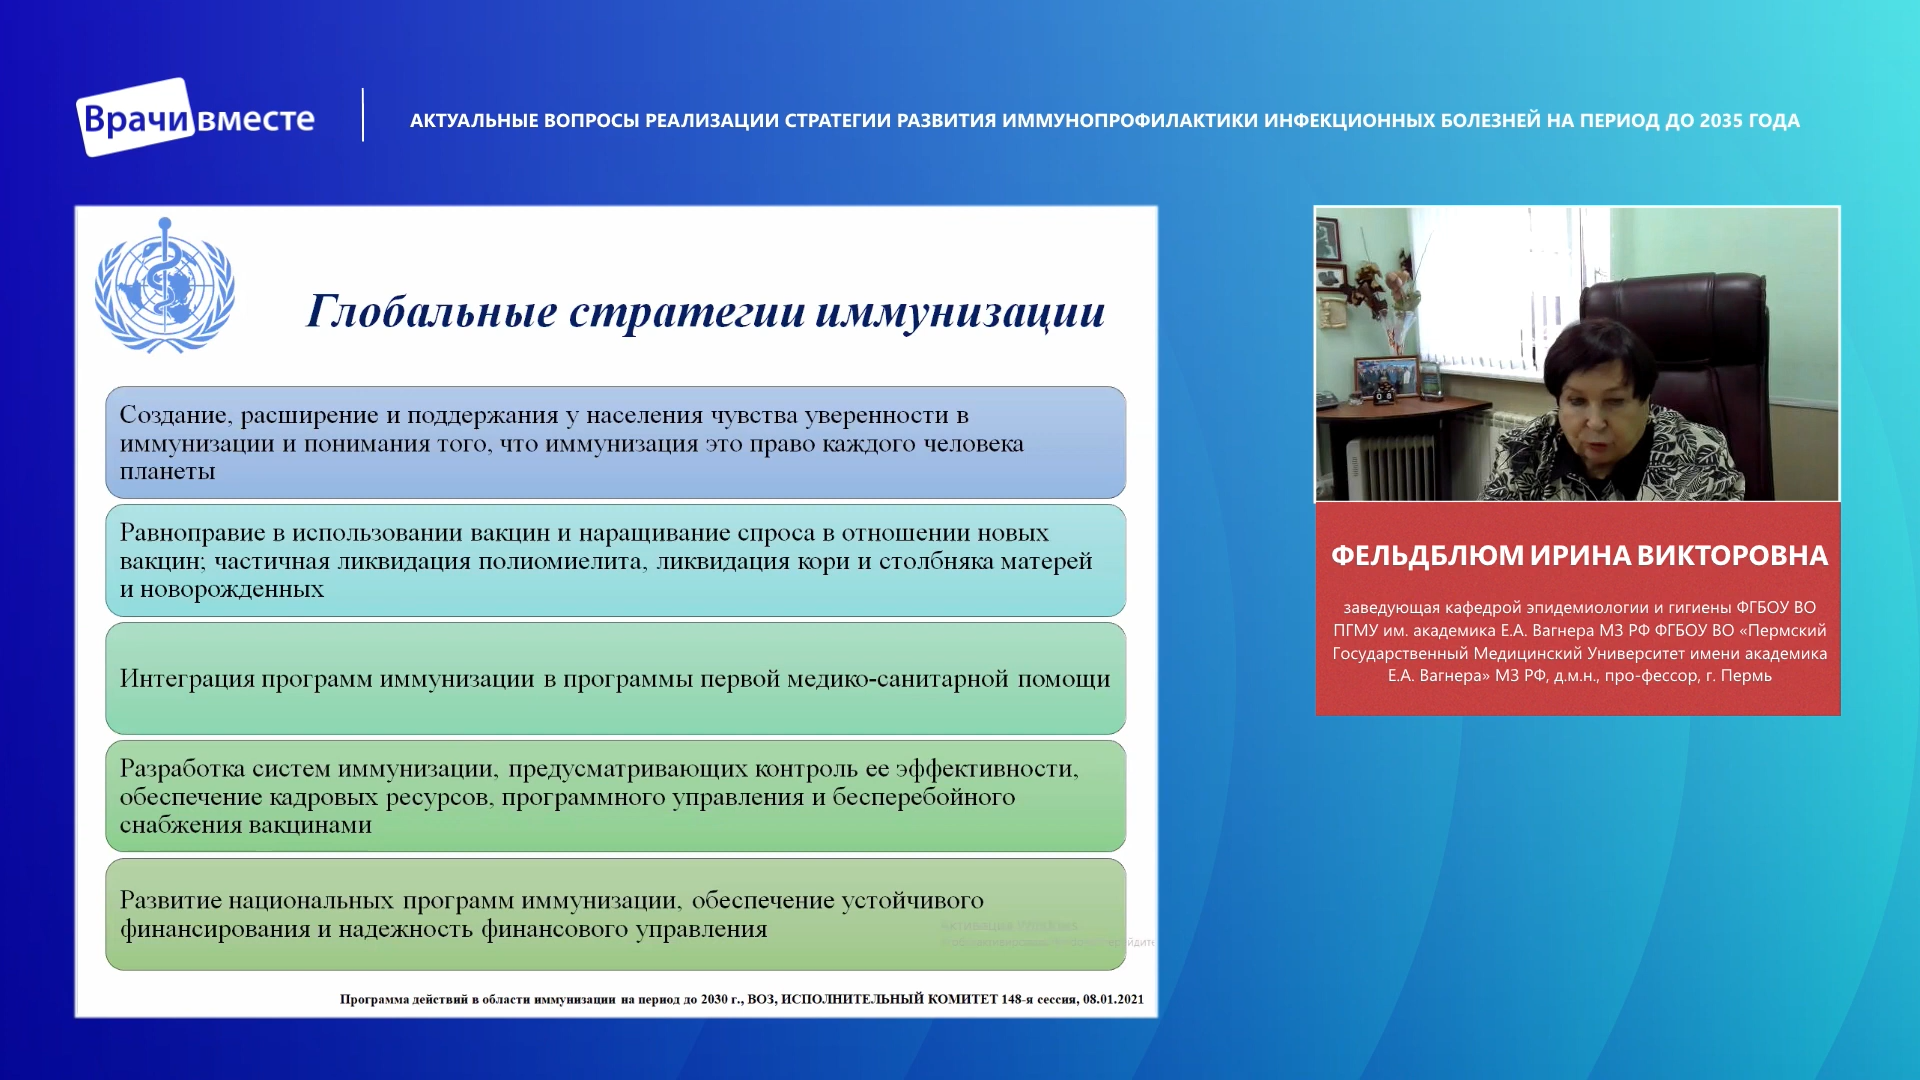 Врачи вместе
АКТУАЛЬНЫЕ ВОПРОСЫ РЕАЛИЗАЦИИ СТРАТЕГИИ РАЗВИТИЯ ИММУНОПРОФИЛАКТИКИ ИНФЕКЦИОННЫХ БОЛЕЗНЕЙ НА ПЕРИОД ДО 2035 ГОДА
Глобальные стратегии иммунизации
Создание, расширение и поддержания у населения чувства уверенности в
иммунизации и понимания того, что иммунизация это право каждого человека
планеты
Равноправие в использовании вакцин и наращивание спроса в отношении новых
вакцин; частичная ликвидация полиомиелита, ликвидация кори и столбняка матерей
и новорожденных
Интеграция программ иммунизации в программы первой медико-санитарной помощи
Разработка систем иммунизации, предусматривающих контроль ее эффективности,
обеспечение кадровых ресурсов, программного управления и бесперебойного
снабжения вакцинами
Развитие национальных программ иммунизации, обеспечение устойчивого
финансирования и надежность финансового управления
Активация Windows
Программа действий в области иммунизации на период до 2030 г., ВОЗ, ИСПОЛНИТЕЛЬНЫЙ КОМИТЕТ 148-я сессия, 08.01.2021
08
ФЕЛЬДБЛЮМ ИРИНА ВИКТОРОВНА
заведующая кафедрой эпидемиологии и гигиены ФГБОУ ВО
ПГМУ им. академика Е.А. Вагнера МЗ РФ ФГБОУ ВО «Пермский
Государственный Медицинский Университет имени академика
Е.А. Вагнера» МЗ РФ, д.м.н., про-фессор, г. Пермь